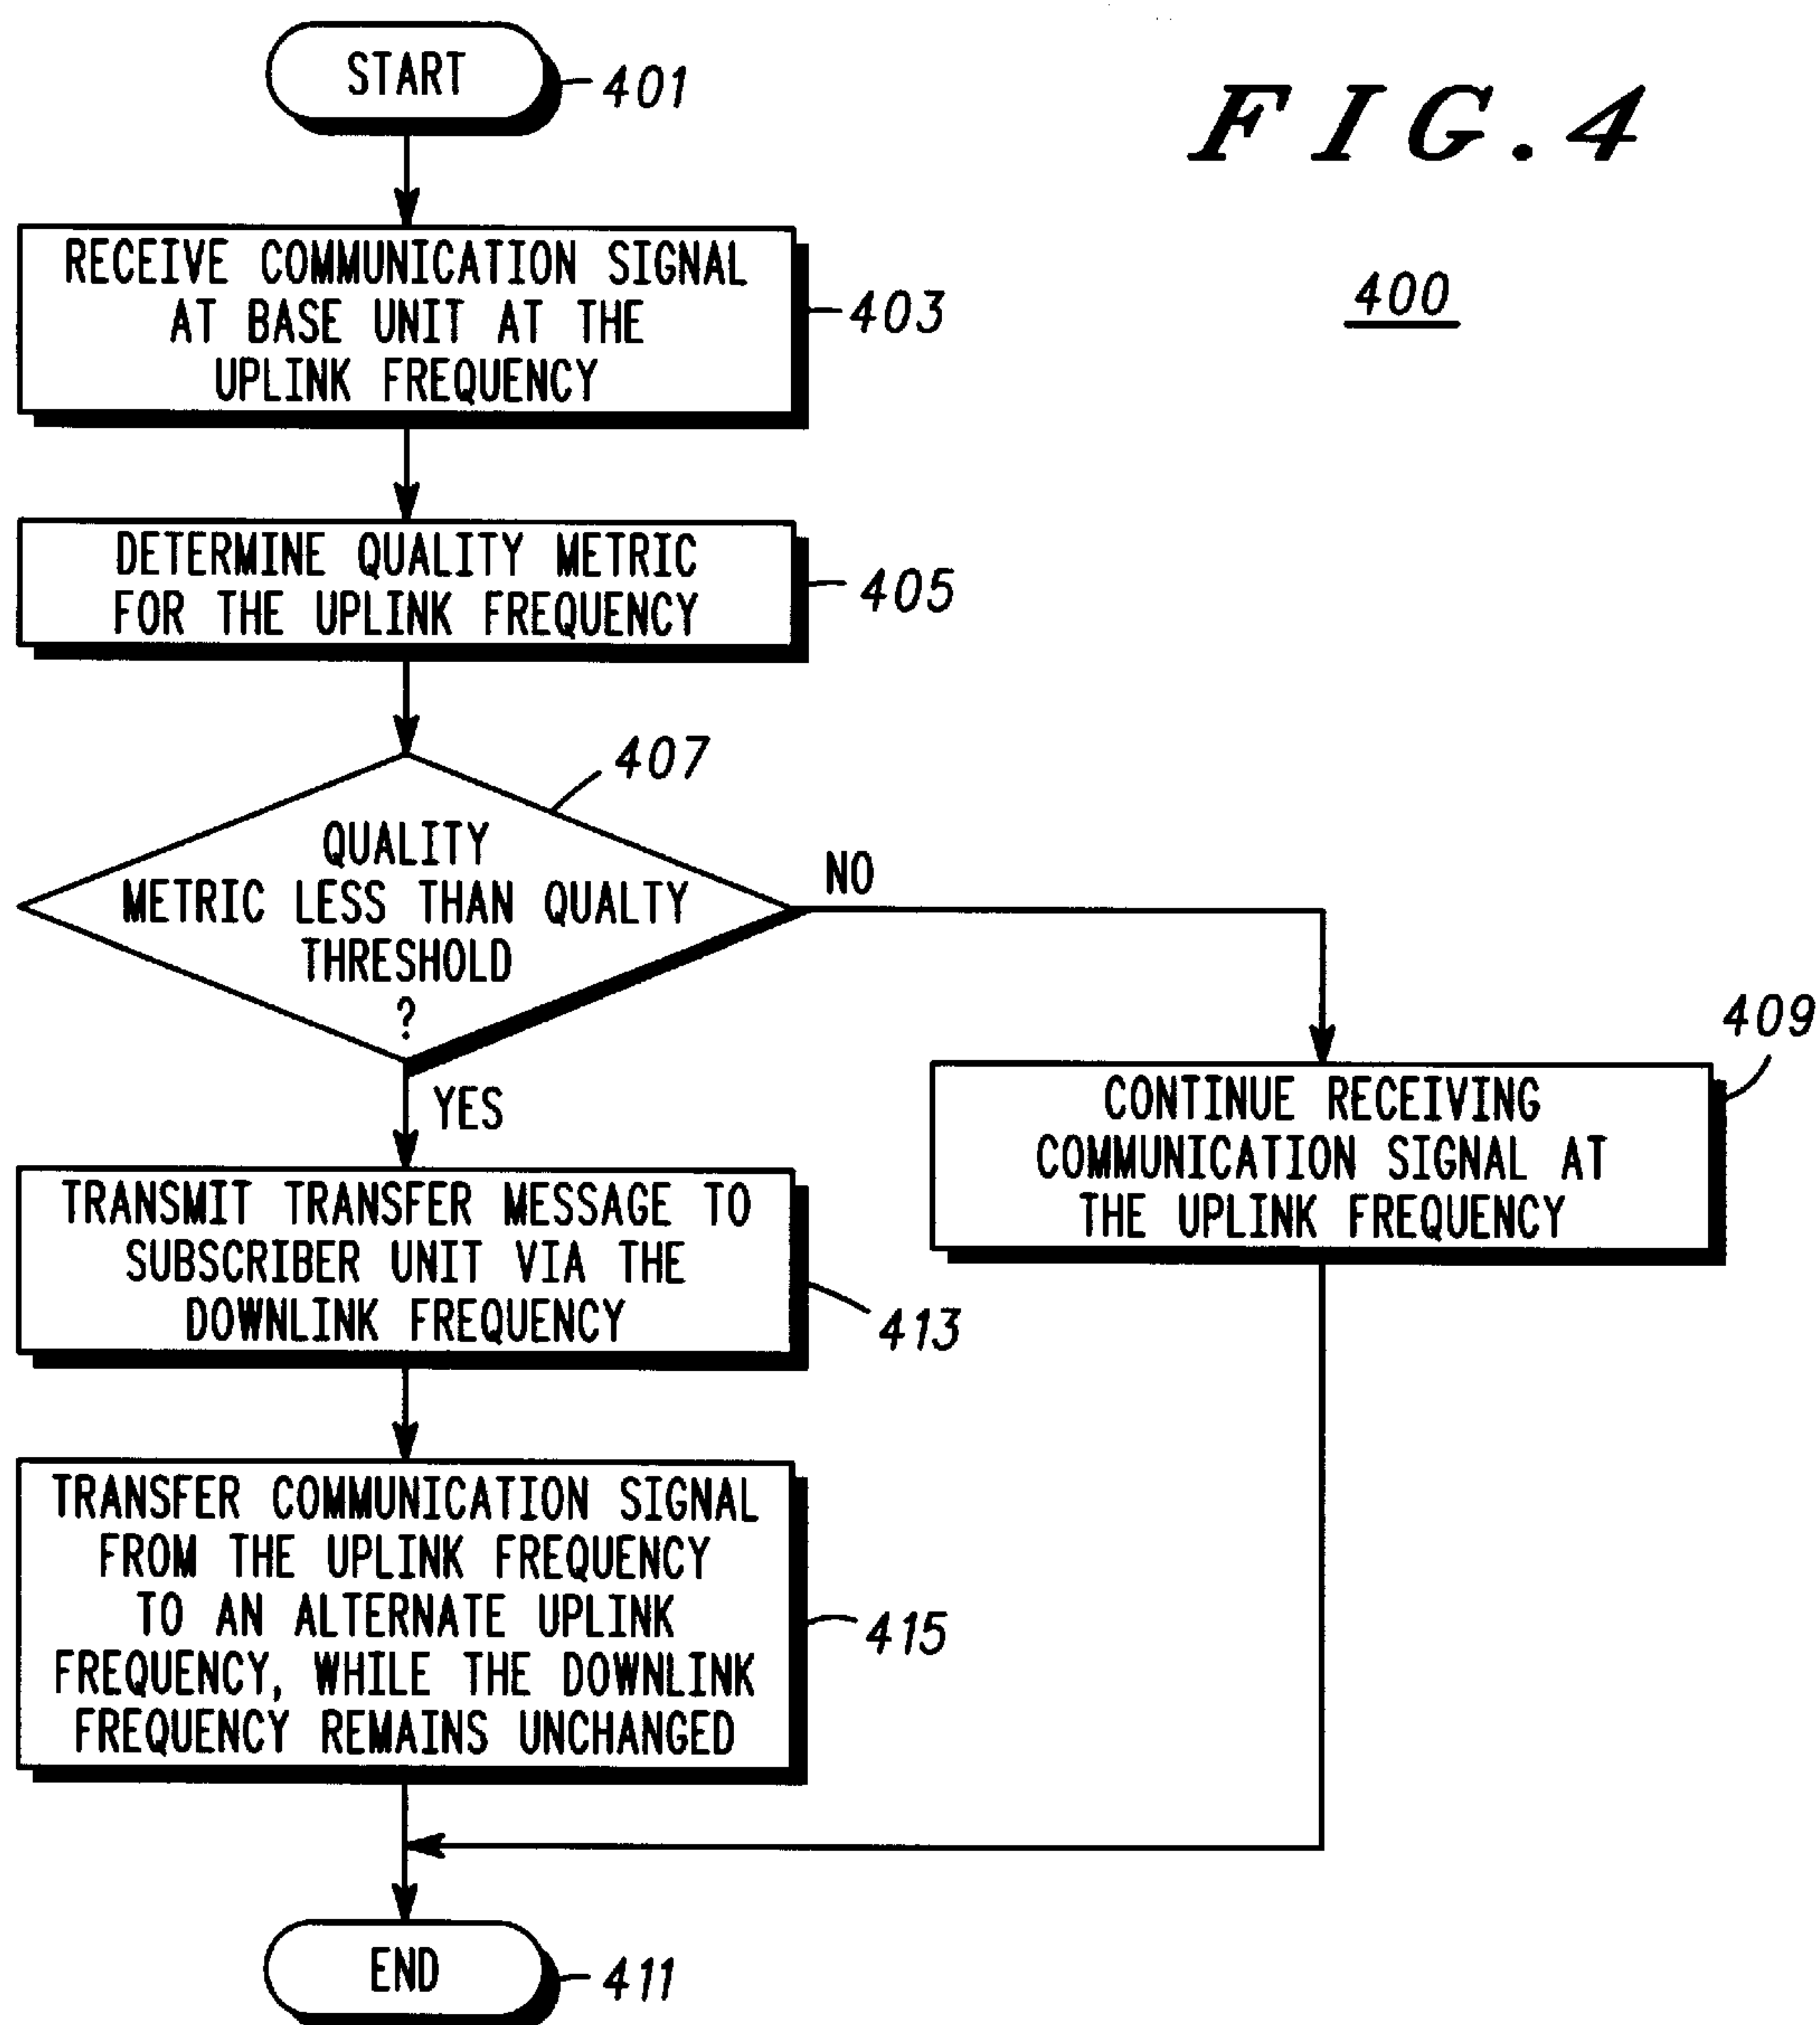 START
401
FIG.4
400
RECEIVE COMMUNICATION SIGNAL
AT BASE UNIT AT THE
UPLINK FREQUENCY
403
DETERMINE QUALITY METRIC
FOR THE UPLINK FREQUENCY
405
407
QUALITY
METRIC LESS THAN QUALTY
THRESHOLD
?
NO
YES
409
CONTINUE RECEIVING
COMMUNICATION SIGNAL AT
THE UPLINK FREQUENCY
TRANSMIT TRANSFER MESSAGE TO
SUBSCRIBER UNIT VIA THE
DOWNLINK FREQUENCY
413
TRANSFER COMMUNICATION SIGNAL
FROM THE UPLINK FREQUENCY
TO AN ALTERNATE UPLINK
FREQUENCY, WHILE THE DOWNLINK
FREQUENCY REMAINS UNCHANGED
415
END
411